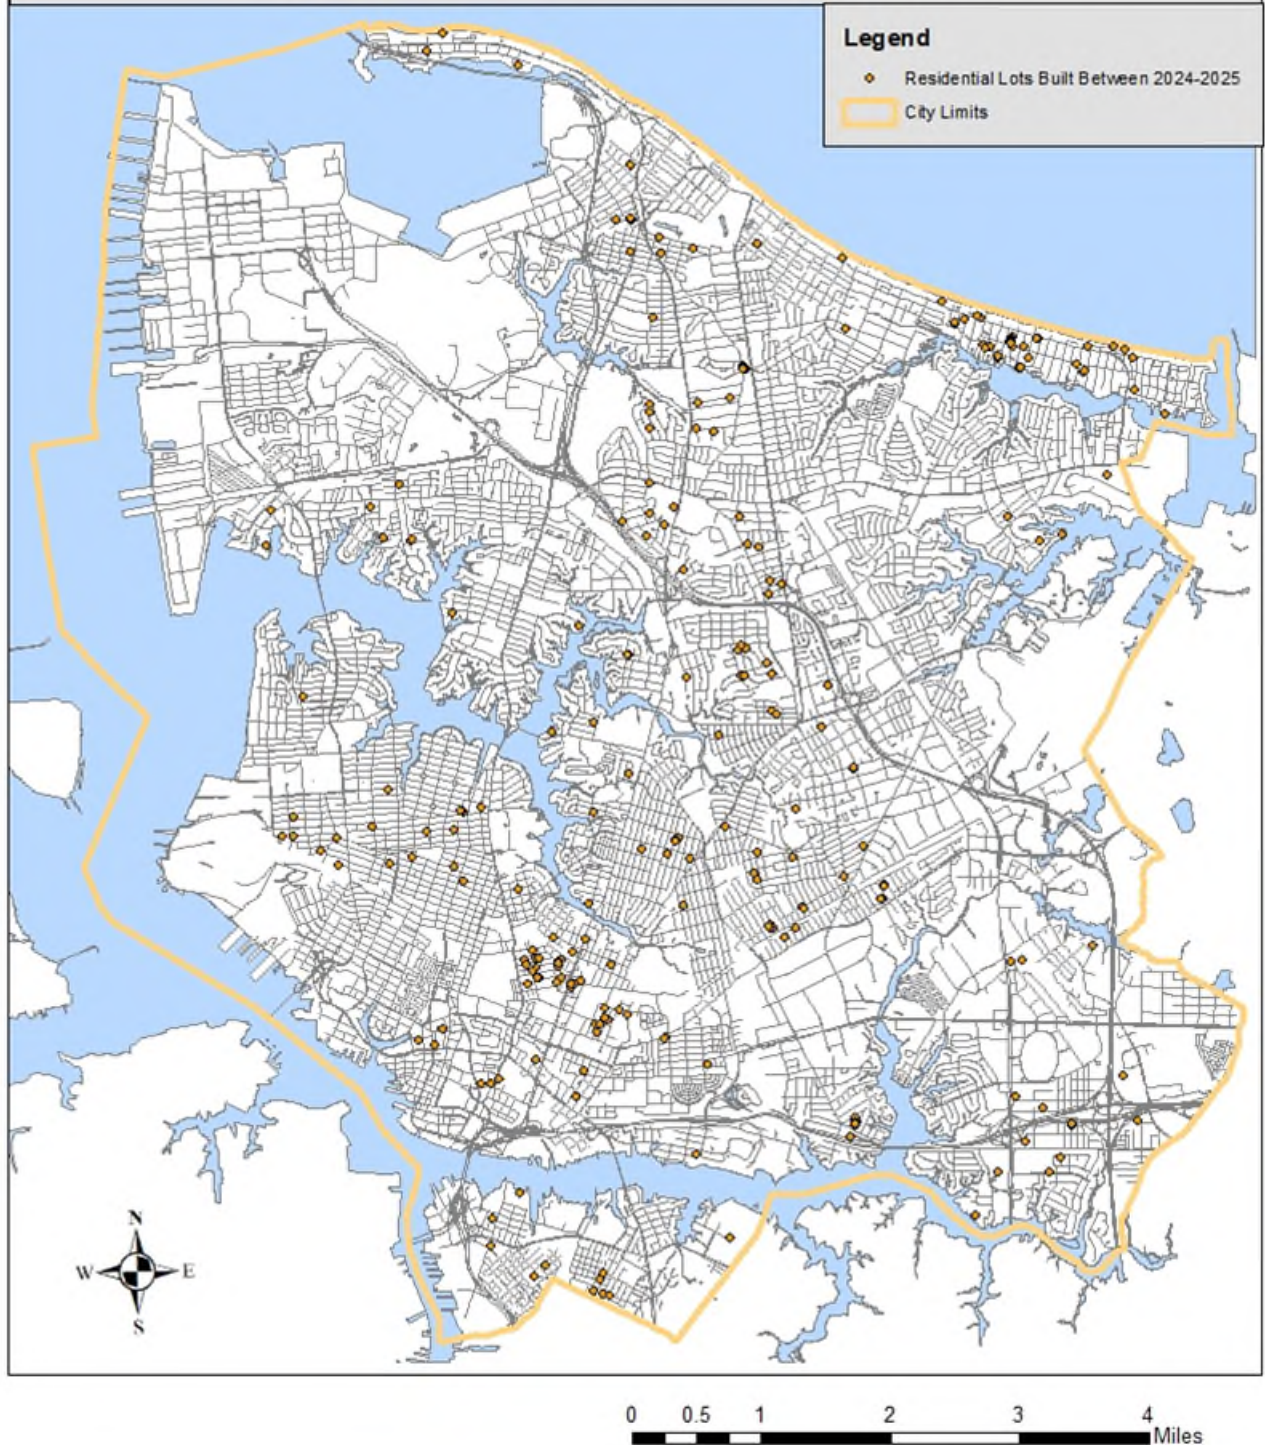 Legend
Residential Lots Built Between 2024-2025
City Limits
N
W E
S
0 0.5 1 2 3 4
Miles